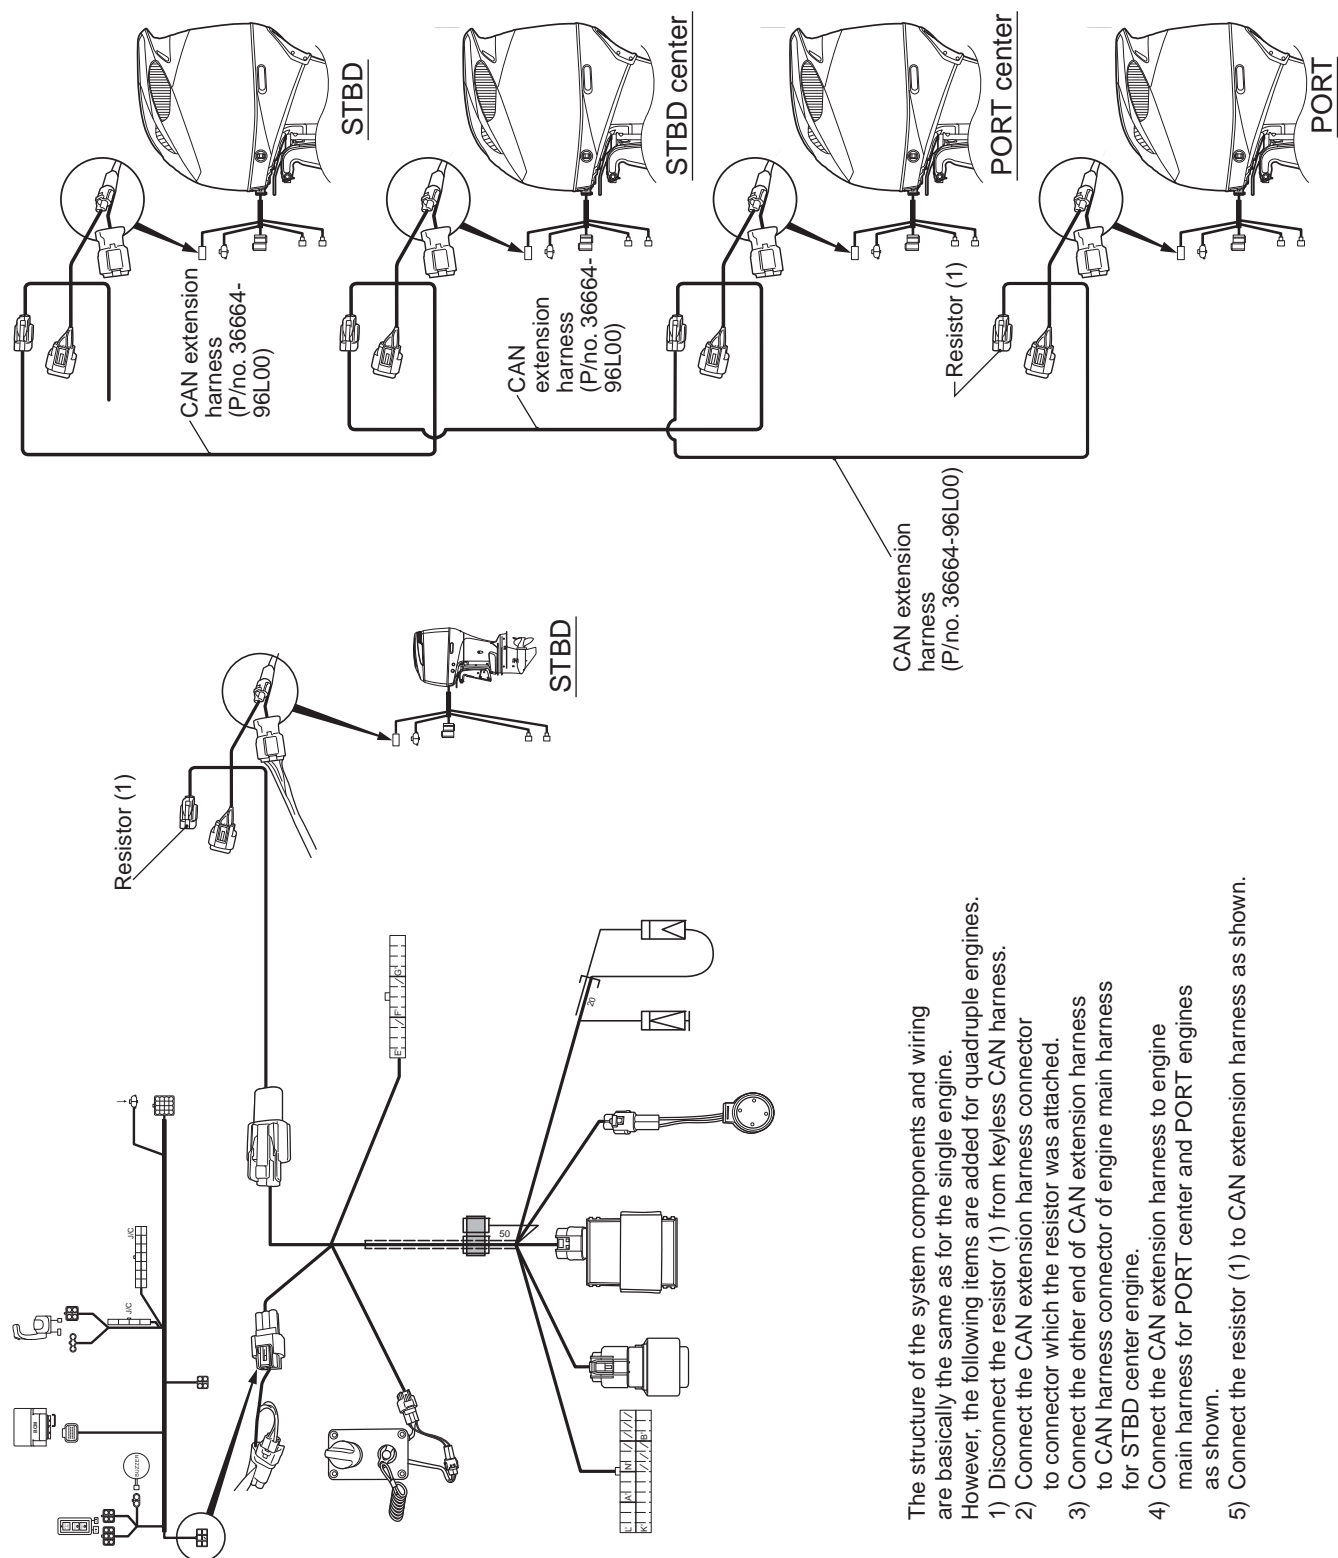 STBD
CAN extension
harness
(P/no. 36664-
96L00)
STBD center
CAN
extension
harness
(P/no. 36664-
96L00)
PORT center
Resistor (1)
PORT
CAN extension
harness
(P/no. 36664-96L00)
Resistor (1)
STBD
BCM
BUZZER
J/C
J/C
E
F
G
50
20
L
A
N
K
B
The structure of the system components and wiring
are basically the same as for the single engine.
However, the following items are added for quadruple engines.
1) Disconnect the resistor (1) from keyless CAN harness.
2) Connect the CAN extension harness connector
to connector which the resistor was attached.
3) Connect the other end of CAN extension harness
to CAN harness connector of engine main harness
for STBD center engine.
4) Connect the CAN extension harness to engine
main harness for PORT center and PORT engines
as shown.
5) Connect the resistor (1) to CAN extension harness as shown.